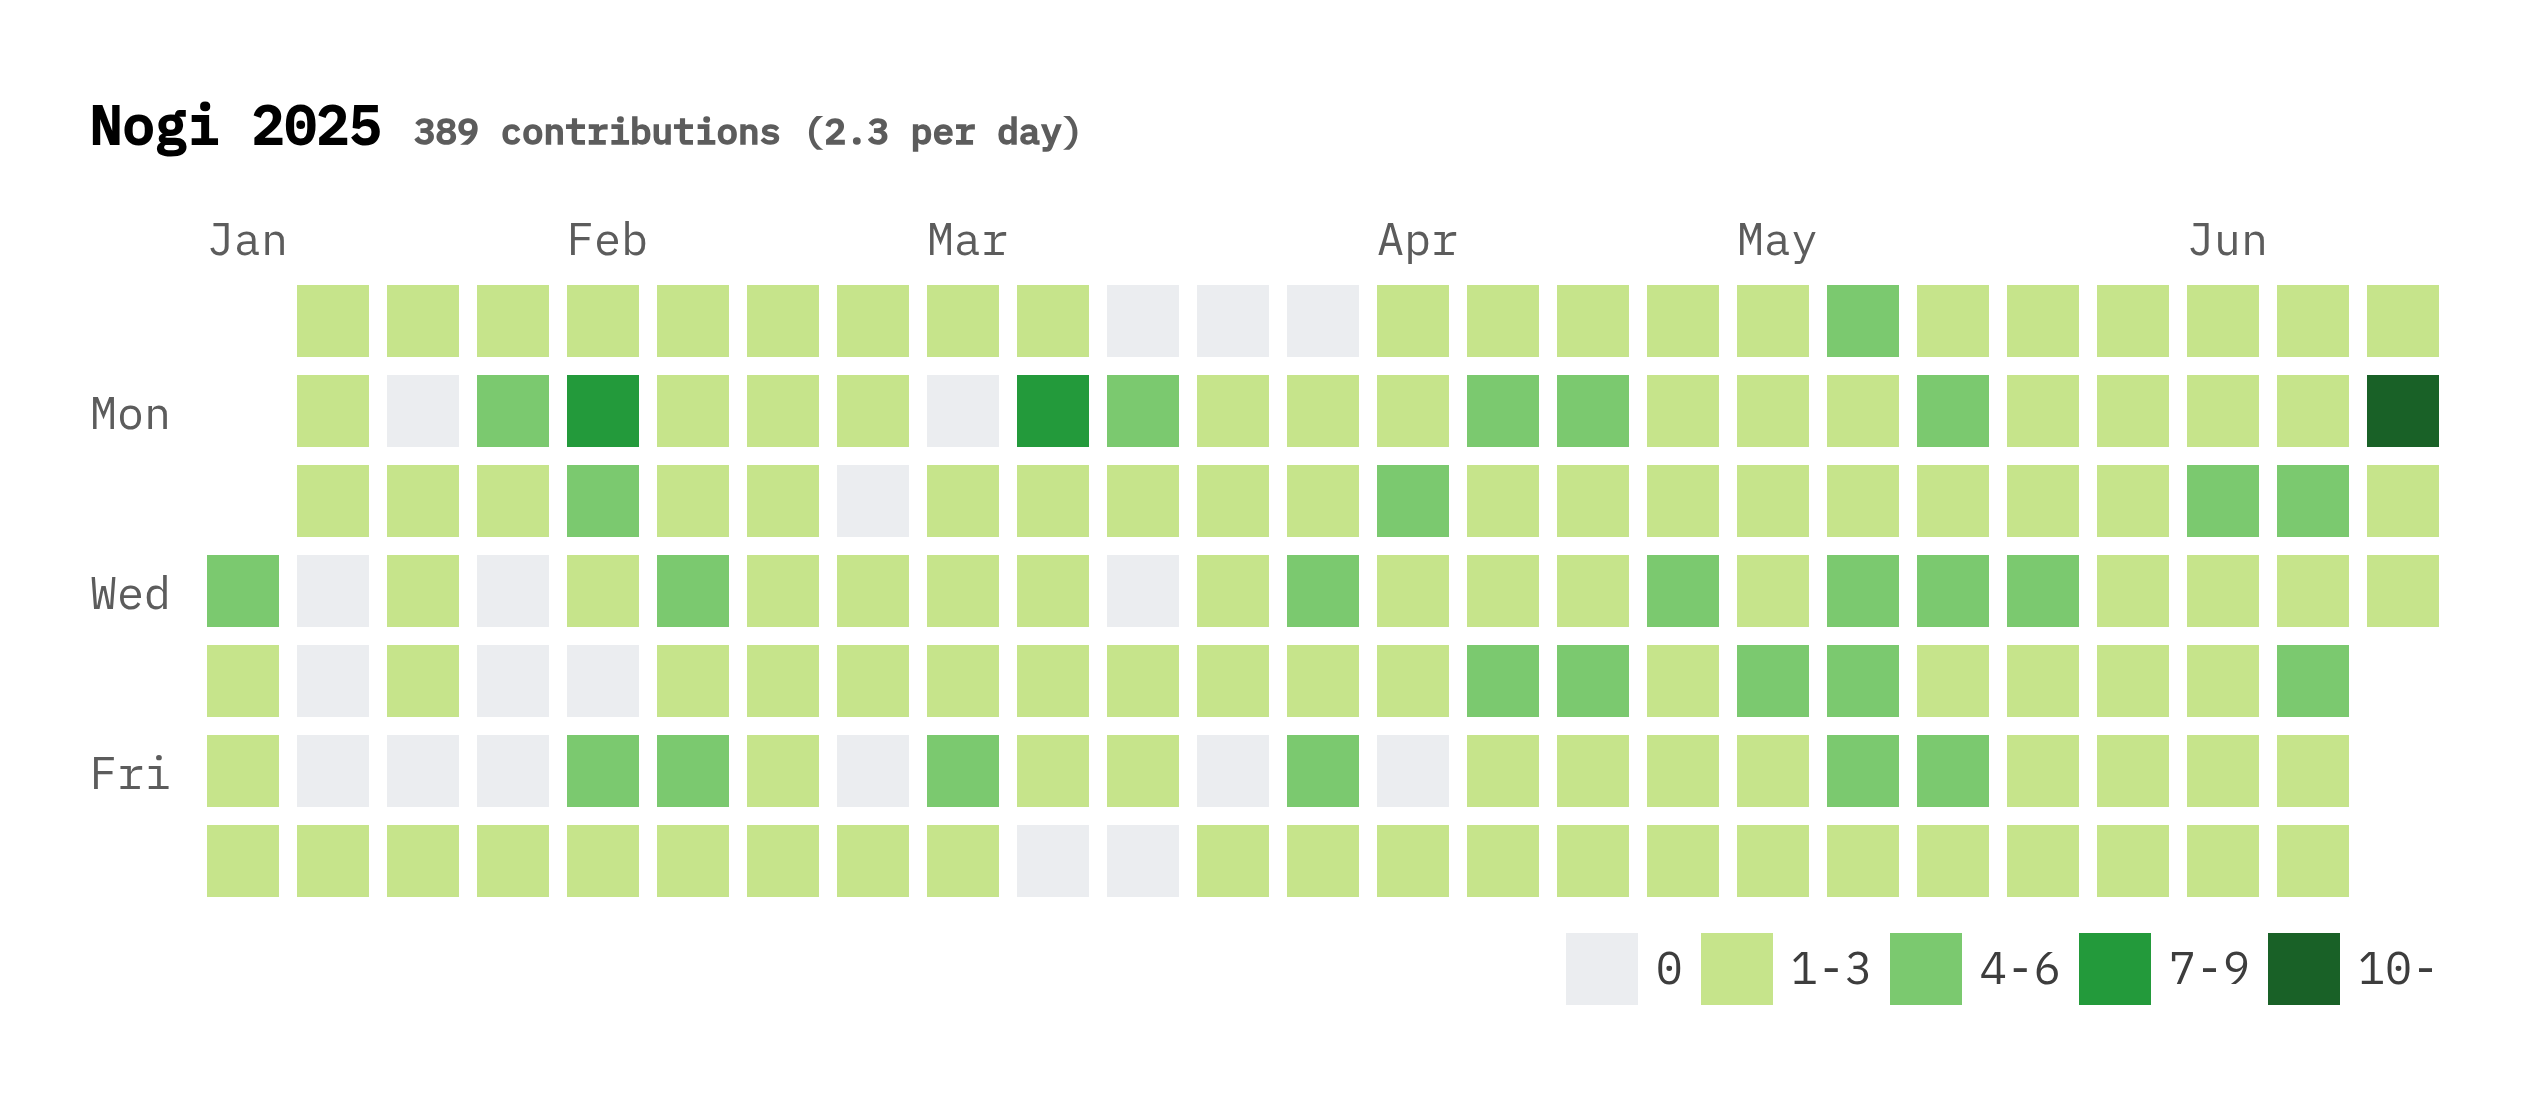 Nogi 2025 389 contributions (2.3 per day)
Jan Feb Mar Apr May Jun
Mon
Wed
Fri
0 1-3 4-6 7-9 10-